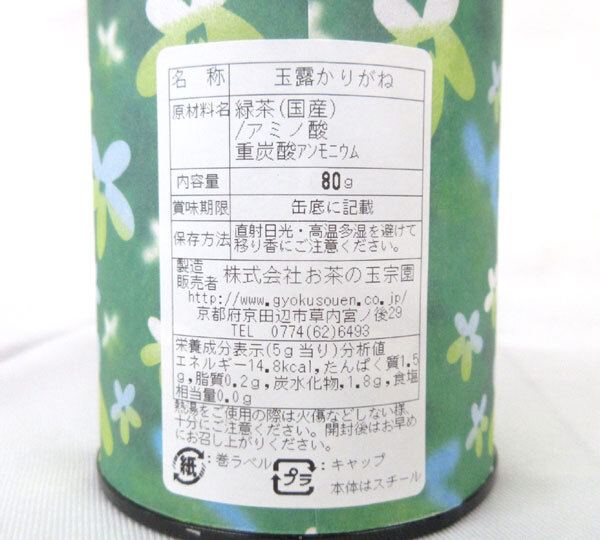 名 称 玉露かりがね
原材料名 緑茶(国産)
/アミノ酸
重炭酸アンモニウム
内容量 80g
賞味期限 缶底に記載
保存方法 直射日光・高温多湿を避けて
移り香にご注意ください。
製造
販売者 株式会社お茶の玉宗園
http://www.gyokusouen.co.jp/
京都府京田辺市草内宮ノ後29
TEL 0774(62)6493
栄養成分表示(5g当り)分析値
エネルギー14.8kcal,たんぱく質1.5
g,脂質0.2g,炭水化物,1.8g,食塩
相当量0.0g
熱湯をご使用の際は火傷などしない様、
十分にご注意ください。開封後はお早め
にお召し上がりください。
紙 :巻ラベル プラ :キャップ
本体はスチール